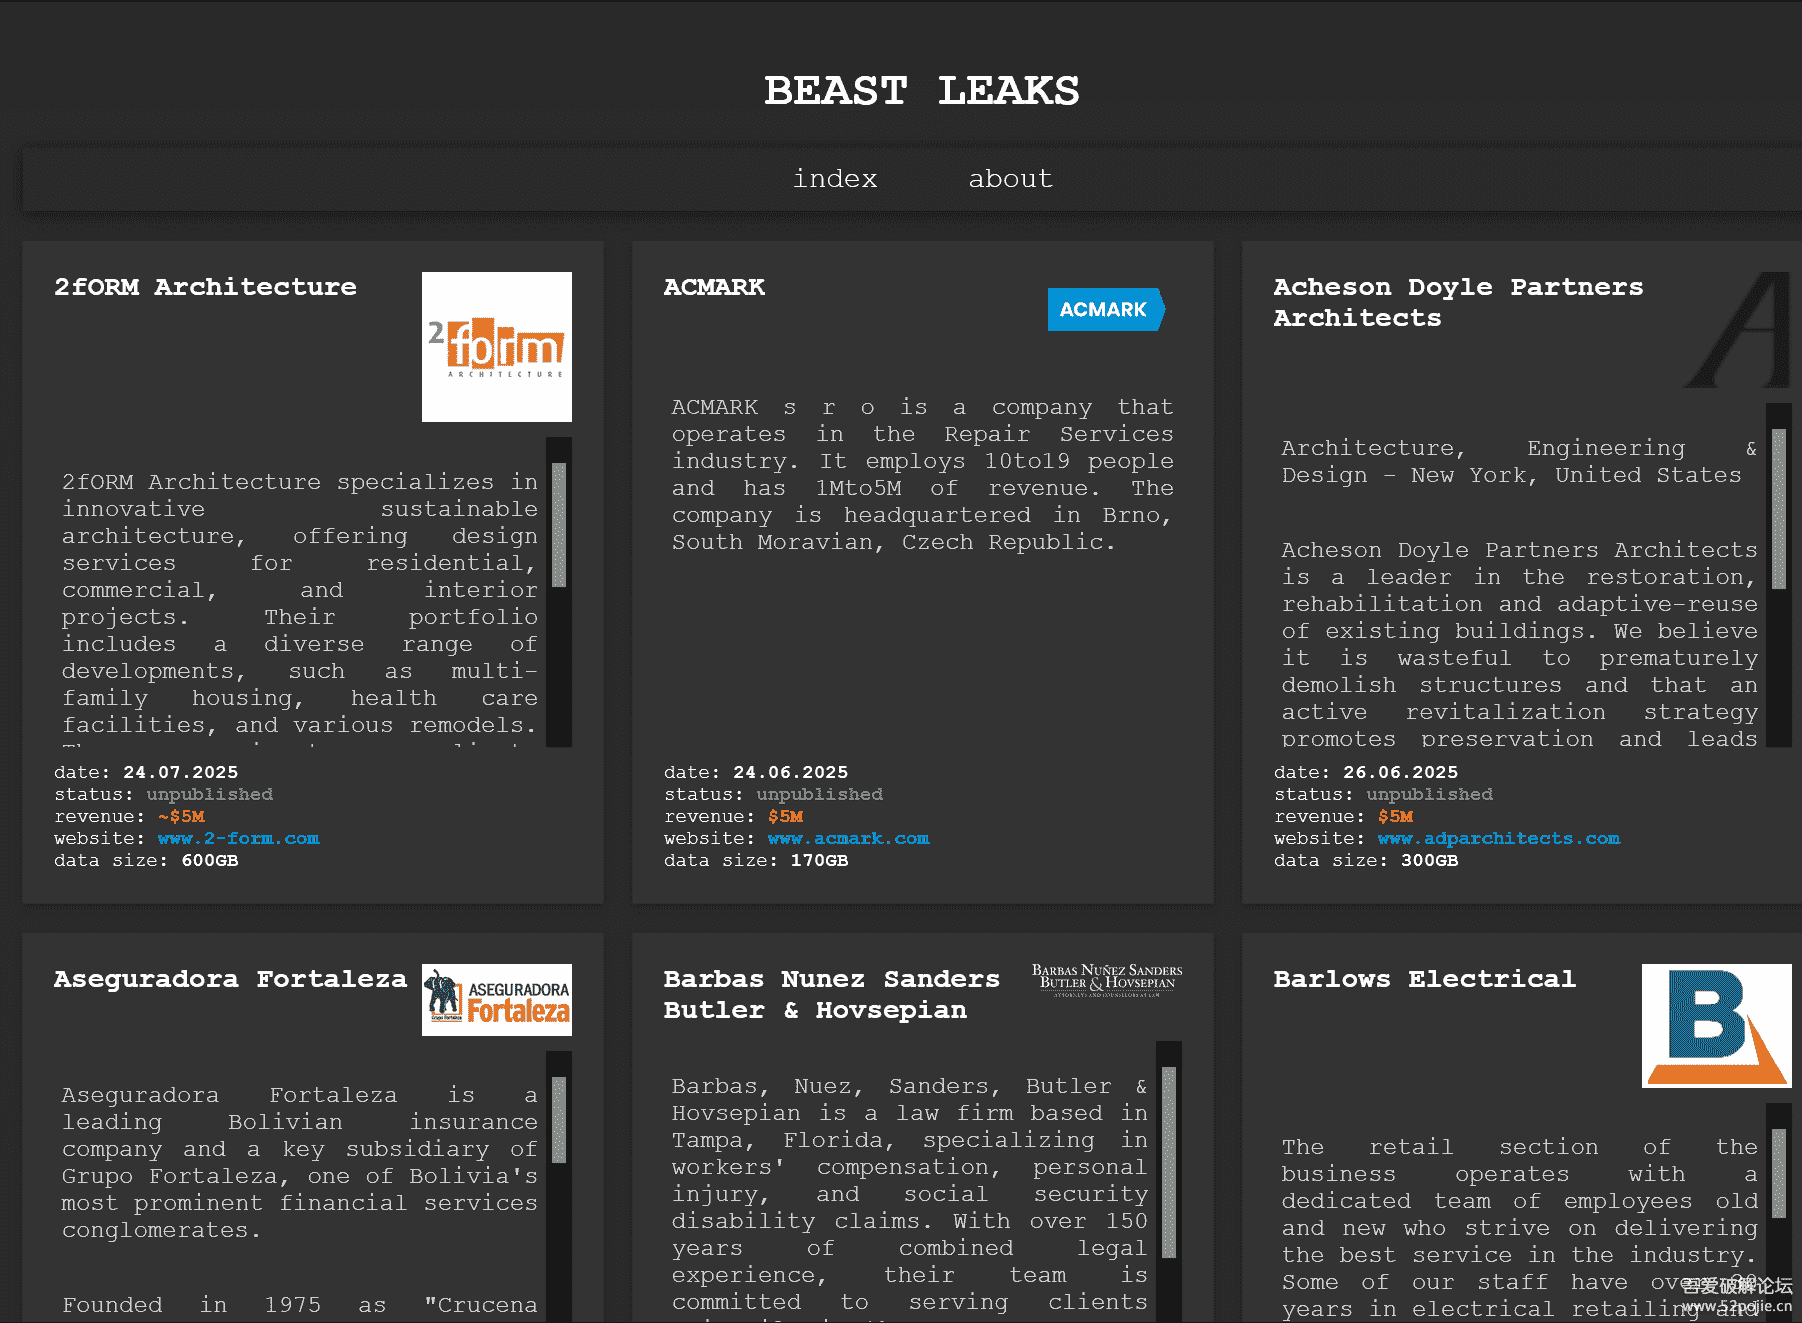 BEAST LEAKS
index
about
2fORM Architecture
2form
ARCHITECTURE
2fORM Architecture specializes in
innovative sustainable
architecture, offering design
services for residential,
commercial, and interior
projects. Their portfolio
includes a diverse range of
developments, such as multi-
family housing, health care
facilities, and various remodels.
date: 24.07.2025
status: unpublished
revenue: ~$5M
website: www.2-form.com
data size: 600GB
ACMARK
ACMARK
ACMARK s r o is a company that
operates in the Repair Services
industry. It employs 10to19 people
and has 1Mto5M of revenue. The
company is headquartered in Brno,
South Moravian, Czech Republic.
date: 24.06.2025
status: unpublished
revenue: $5M
website: www.acmark.com
data size: 170GB
Acheson Doyle Partners
Architects
A
Architecture, Engineering &
Design - New York, United States
Acheson Doyle Partners Architects
is a leader in the restoration,
rehabilitation and adaptive-reuse
of existing buildings. We believe
it is wasteful to prematurely
demolish structures and that an
active revitalization strategy
promotes preservation and leads
date: 26.06.2025
status: unpublished
revenue: $5M
website: www.adparchitects.com
data size: 300GB
Aseguradora Fortaleza
ASEGURADORA
Fortaleza
Grupo Fortaleza
Aseguradora Fortaleza is a
leading Bolivian insurance
company and a key subsidiary of
Grupo Fortaleza, one of Bolivia's
most prominent financial services
conglomerates.
Founded in 1975 as "Crucena
Barbas Nunez Sanders
Butler & Hovsepian
BARBAS NUÑEZ SANDERS
BUTLER & HOVSEPIAN
ATTORNEYS AND COUNSELLORS AT LAW
Barbas, Nuez, Sanders, Butler &
Hovsepian is a law firm based in
Tampa, Florida, specializing in
workers' compensation, personal
injury, and social security
disability claims. With over 150
years of combined legal
experience, their team is
committed to serving clients
Barlows Electrical
B
The retail section of the
business operates with a
dedicated team of employees old
and new who strive on delivering
the best service in the industry.
Some of our staff have over 30
years in electrical retailing and
吾爱破解论坛
www.52pojie.cn